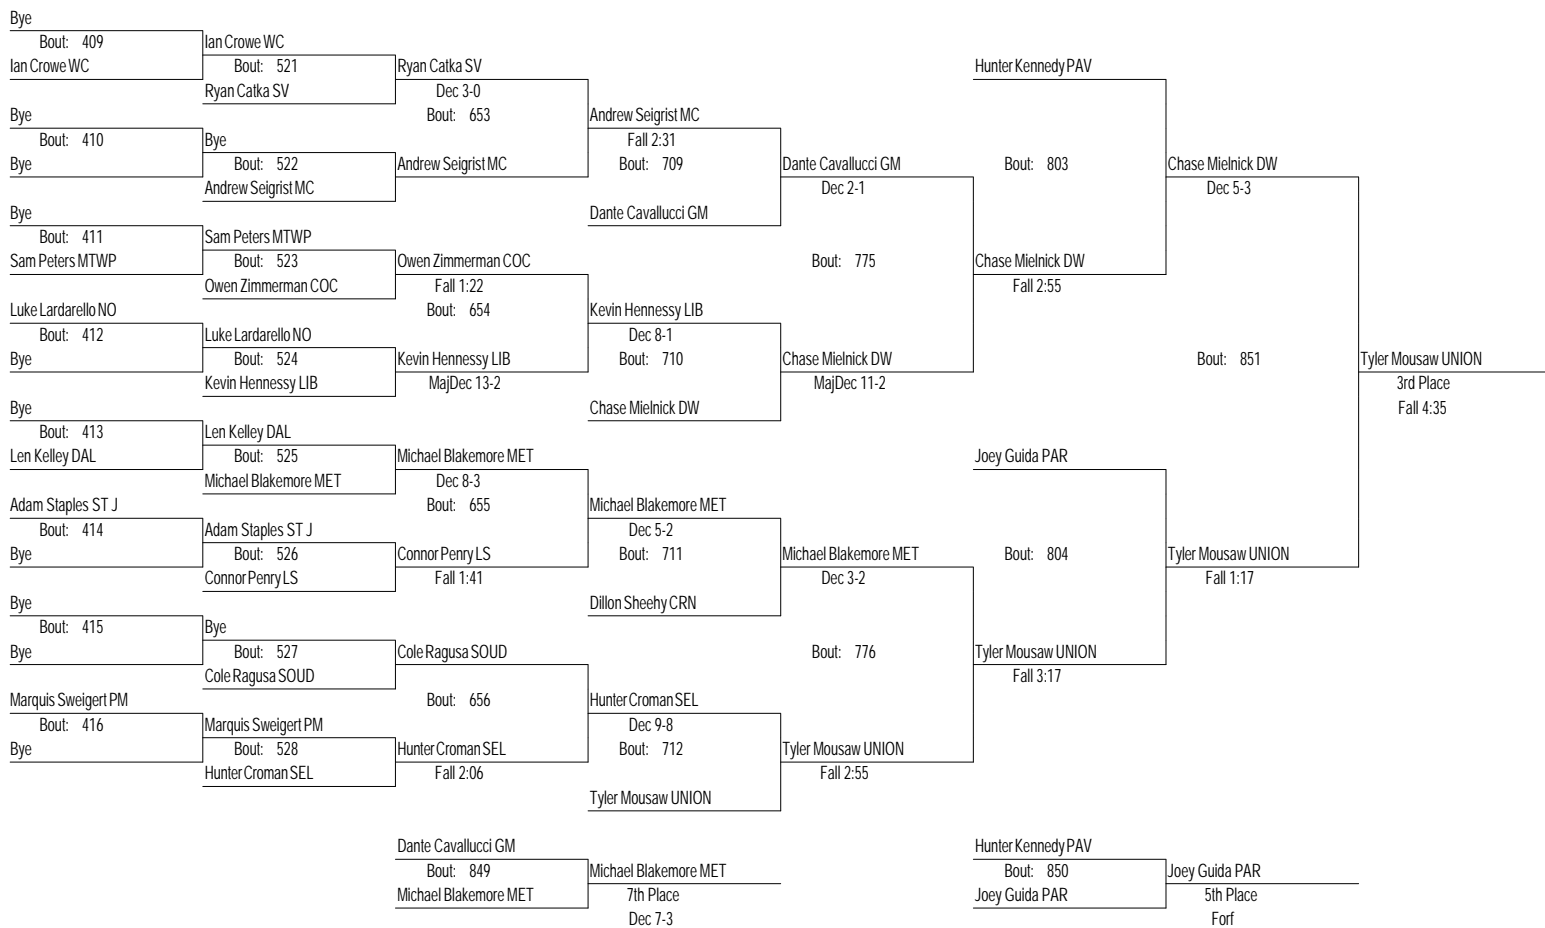 Bye
Bout: 409
Ian Crowe WC
Bye
Bout: 410
Bye
Bye
Bout: 411
Sam Peters MTWP
Luke Lardarello NO
Bout: 412
Bye
Bye
Bout: 413
Len Kelley DAL
Adam Staples ST J
Bout: 414
Bye
Bye
Bout: 415
Bye
Marquis Sweigert PM
Bout: 416
Bye
Ian Crowe WC
Bout: 521
Ryan Catka SV
Bye
Bout: 522
Andrew Seigrist MC
Sam Peters MTWP
Bout: 523
Owen Zimmerman COC
Luke Lardarello NO
Bout: 524
Kevin Hennessy LIB
Len Kelley DAL
Bout: 525
Michael Blakemore MET
Adam Staples ST J
Bout: 526
Connor Penry LS
Bye
Bout: 527
Cole Ragusa SOUD
Marquis Sweigert PM
Bout: 528
Hunter Croman SEL
Ryan Catka SV
Dec 3-0
Bout: 653
Andrew Seigrist MC
Owen Zimmerman COC
Fall 1:22
Bout: 654
Kevin Hennessy LIB
MajDec 13-2
Michael Blakemore MET
Dec 8-3
Bout: 655
Connor Penry LS
Fall 1:41
Cole Ragusa SOUD
Bout: 656
Hunter Croman SEL
Fall 2:06
Andrew Seigrist MC
Fall 2:31
Bout: 709
Dante Cavallucci GM
Kevin Hennessy LIB
Dec 8-1
Bout: 710
Chase Mielnick DW
Michael Blakemore MET
Dec 5-2
Bout: 711
Dillon Sheehy CRN
Hunter Croman SEL
Dec 9-8
Bout: 712
Tyler Mousaw UNION
Dante Cavallucci GM
Dec 2-1
Bout: 775
Chase Mielnick DW
MajDec 11-2
Michael Blakemore MET
Dec 3-2
Bout: 776
Tyler Mousaw UNION
Fall 2:55
Hunter Kennedy PAV
Bout: 803
Chase Mielnick DW
Fall 2:55
Joey Guida PAR
Bout: 804
Tyler Mousaw UNION
Fall 3:17
Chase Mielnick DW
Dec 5-3
Bout: 851
Tyler Mousaw UNION
Fall 1:17
Tyler Mousaw UNION
3rd Place
Fall 4:35
Dante Cavallucci GM
Bout: 849
Michael Blakemore MET
Michael Blakemore MET
7th Place
Dec 7-3
Hunter Kennedy PAV
Bout: 850
Joey Guida PAR
Joey Guida PAR
5th Place
Forf